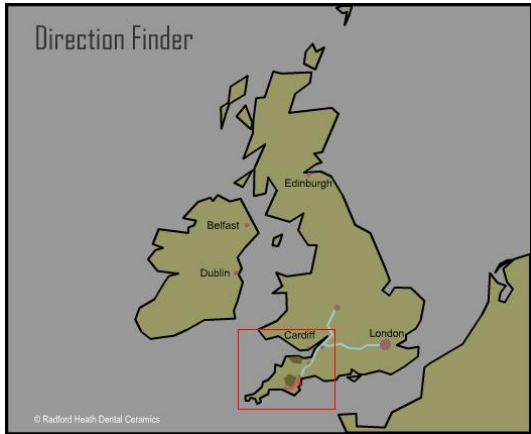 Direction Finder
Edinburgh
Belfast
Dublin
Cardiff
London
© Radford Heath Dental Ceramics